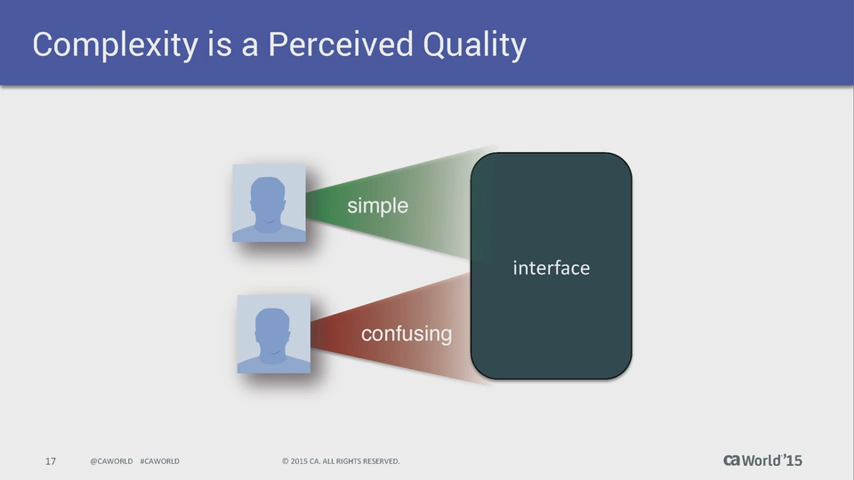 Complexity is a Perceived Quality
simple
interface
confusing
17 @CAWORLD #CAWORLD © 2015 CA. ALL RIGHTS RESERVED. ca World '15